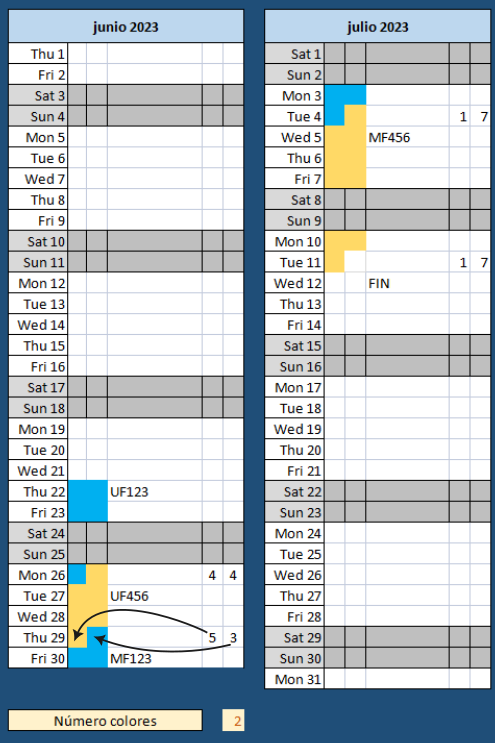 junio 2023
Thu 1
Fri 2
Sat 3
Sun 4
Mon 5
Tue 6
Wed 7
Thu 8
Fri 9
Sat 10
Sun 11
Mon 12
Tue 13
Wed 14
Thu 15
Fri 16
Sat 17
Sun 18
Mon 19
Tue 20
Wed 21
Thu 22 UF123
Fri 23
Sat 24
Sun 25
Mon 26 4 4
Tue 27 UF456
Wed 28
Thu 29 5 3
Fri 30 MF123
julio 2023
Sat 1
Sun 2
Mon 3
Tue 4 1 7
Wed 5 MF456
Thu 6
Fri 7
Sat 8
Sun 9
Mon 10
Tue 11 1 7
Wed 12 FIN
Thu 13
Fri 14
Sat 15
Sun 16
Mon 17
Tue 18
Wed 19
Thu 20
Fri 21
Sat 22
Sun 23
Mon 24
Tue 25
Wed 26
Thu 27
Fri 28
Sat 29
Sun 30
Mon 31
Número colores 2